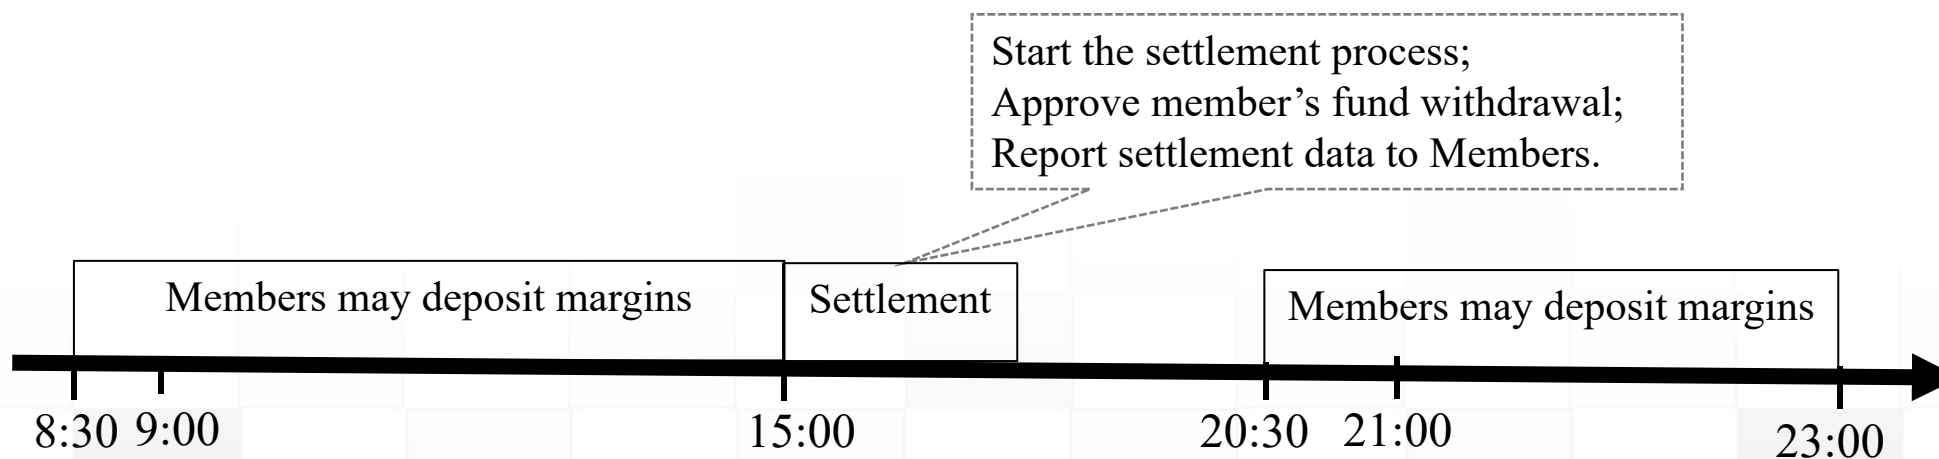 Start the settlement process;
Approve member’s fund withdrawal;
Report settlement data to Members.
Members may deposit margins
Settlement
Members may deposit margins
8:30 9:00 15:00 20:30 21:00 23:00